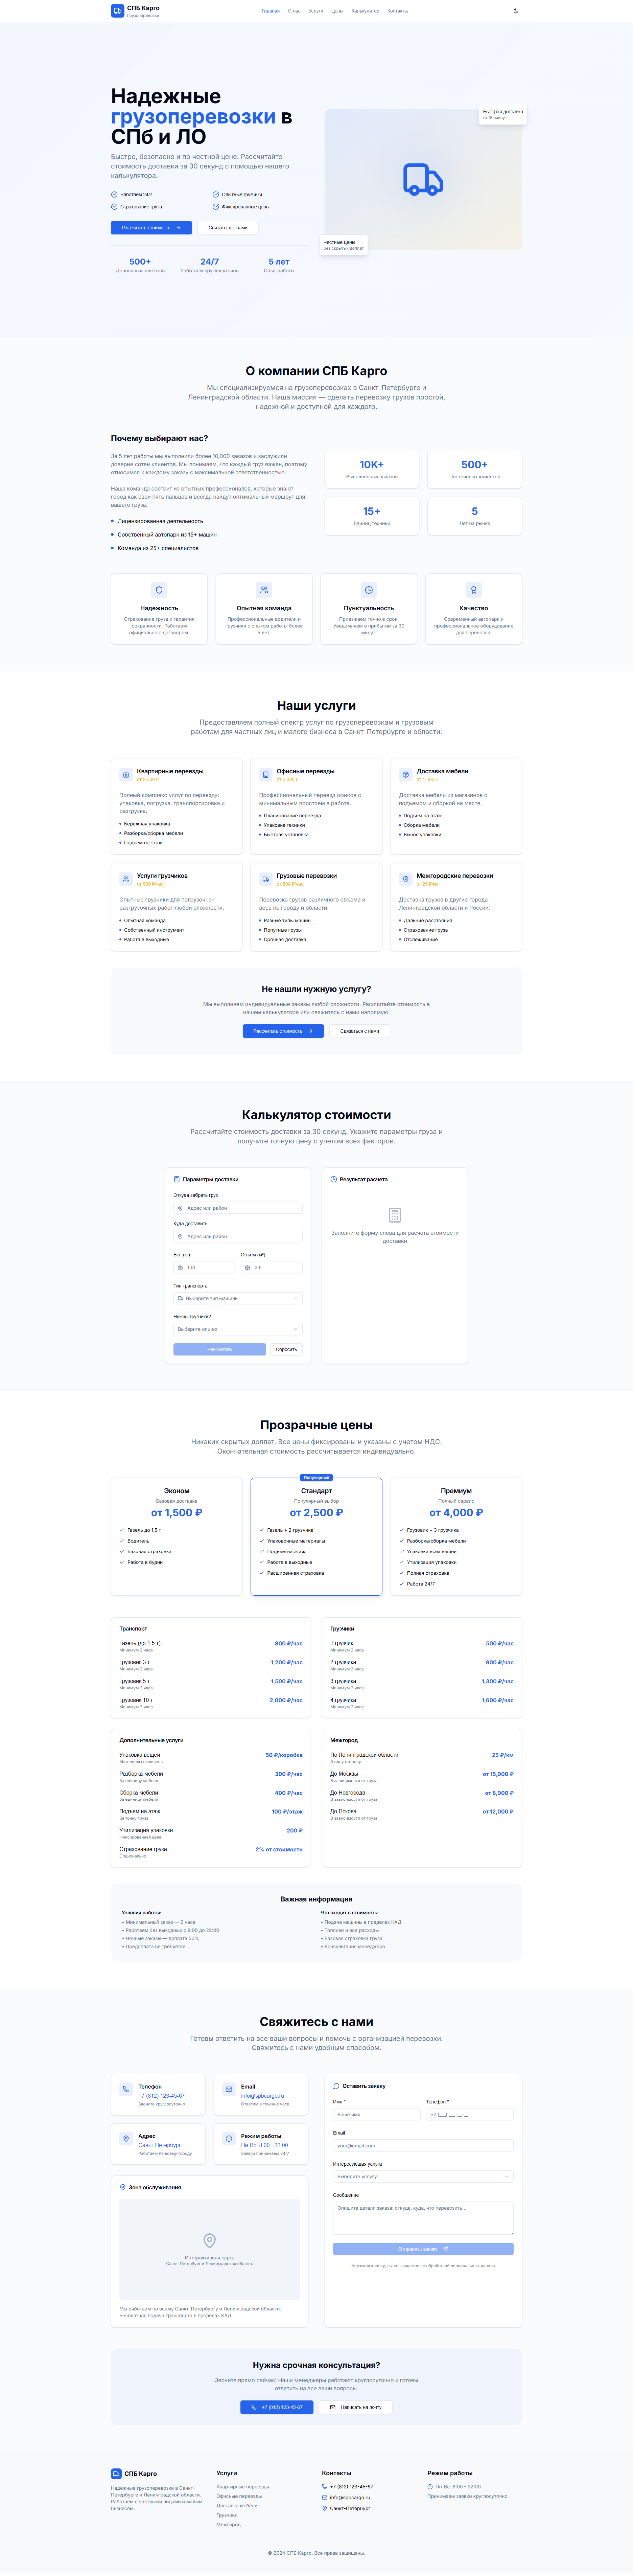 СПБ Карго
Грузоперевозки
Главная О нас Услуги Цены Калькулятор Контакты
Надежные
грузоперевозки в
СПб и ЛО
Быстро, безопасно и по честной цене. Рассчитайте
стоимость доставки за 30 секунд с помощью нашего
калькулятора.
Работаем 24/7 Опытные грузчики
Страхование груза Фиксированные цены
Рассчитать стоимость Связаться с нами
500+ 24/7 5 лет
Довольных клиентов Работаем круглосуточно Опыт работы
Быстрая доставка
от 30 минут
Честные цены
без скрытых доплат
О компании СПБ Карго
Мы специализируемся на грузоперевозках в Санкт-Петербурге и
Ленинградской области. Наша миссия — сделать перевозку грузов простой,
надежной и доступной для каждого.
Почему выбирают нас?
За 5 лет работы мы выполнили более 10,000 заказов и заслужили
доверие сотен клиентов. Мы понимаем, что каждый груз важен, поэтому
относимся к каждому заказу с максимальной ответственностью.
Наша команда состоит из опытных профессионалов, которые знают
город как свои пять пальцев и всегда найдут оптимальный маршрут для
вашего груза.
Лицензированная деятельность
Собственный автопарк из 15+ машин
Команда из 25+ специалистов
10K+ 500+
Выполненных заказов Постоянных клиентов
15+ 5
Единиц техники Лет на рынке
Надежность
Страхование груза и гарантия
сохранности. Работаем
официально с договором.
Опытная команда
Профессиональные водители и
грузчики с опытом работы более
5 лет.
Пунктуальность
Приезжаем точно в срок.
Уведомляем о прибытии за 30
минут.
Качество
Современный автопарк и
профессиональное оборудование
для перевозок.
Наши услуги
Предоставляем полный спектр услуг по грузоперевозкам и грузовым
работам для частных лиц и малого бизнеса в Санкт-Петербурге и области.
Квартирные переезды
Полный комплекс услуг по переезду:
упаковка, погрузка, транспортировка и
разгрузка.
Бережная упаковка
Разборка/сборка мебели
Подъем на этаж
Офисные переезды
Профессиональный переезд офисов с
минимальным простоем в работе.
Планирование переезда
Упаковка техники
Быстрая установка
Доставка мебели
Доставка мебели из магазинов с
подъемом и сборкой на месте.
Подъем на этаж
Сборка мебели
Вынос упаковки
Услуги грузчиков
от 500 ₽/час
Опытные грузчики для погрузочно-
разгрузочных работ любой сложности.
Опытная команда
Собственный инструмент
Работа в выходные
Грузовые перевозки
от 800 ₽/час
Перевозка грузов различного объема и
веса по городу и области.
Разные типы машин
Попутные грузы
Срочная доставка
Межгородские перевозки
от 25 ₽/км
Доставка грузов в другие города
Ленинградской области и России.
Дальние расстояния
Страхование груза
Отслеживание
Не нашли нужную услугу?
Мы выполняем индивидуальные заказы любой сложности. Рассчитайте стоимость в
нашем калькуляторе или свяжитесь с нами напрямую.
Рассчитать стоимость Связаться с нами
Калькулятор стоимости
Рассчитайте стоимость доставки за 30 секунд. Укажите параметры груза и
получите точную цену с учетом всех факторов.
Параметры доставки
Откуда забрать груз
Адрес или район
Куда доставить
Адрес или район
Вес (кг) Объем (м³)
100 2.5
Тип транспорта
Выберите тип машины
Нужны грузчики?
Выберите опцию
Рассчитать Сбросить
Результат расчета
Заполните форму слева для расчета стоимости
доставки
Прозрачные цены
Никаких скрытых доплат. Все цены фиксированы и указаны с учетом НДС.
Окончательная стоимость рассчитывается индивидуально.
Эконом
Базовая доставка
от 1,500 ₽
Газель до 1.5 т
Водитель
Базовая страховка
Работа в будни
Популярный
Стандарт
Популярный выбор
от 2,500 ₽
Газель + 2 грузчика
Упаковочные материалы
Подъем на этаж
Работа в выходные
Расширенная страховка
Премиум
Полный сервис
от 4,000 ₽
Грузовик + 3 грузчика
Разборка/сборка мебели
Упаковка всех вещей
Утилизация упаковки
Полная страховка
Работа 24/7
Транспорт
Газель (до 1.5 т) 800 ₽/час
Минимум 2 часа
Грузовик 3 т 1,200 ₽/час
Минимум 2 часа
Грузовик 5 т 1,500 ₽/час
Минимум 2 часа
Грузовик 10 т 2,000 ₽/час
Минимум 3 часа
Грузчики
1 грузчик 500 ₽/час
Минимум 2 часа
2 грузчика 900 ₽/час
Минимум 2 часа
3 грузчика 1,300 ₽/час
Минимум 2 часа
4 грузчика 1,600 ₽/час
Минимум 2 часа
Дополнительные услуги
Упаковка вещей 50 ₽/коробка
Материалы включены
Разборка мебели 300 ₽/час
За единицу мебели
Сборка мебели 400 ₽/час
За единицу мебели
Подъем на этаж 100 ₽/этаж
За тонну груза
Утилизация упаковки 200 ₽
Фиксированная цена
Страхование груза 2% от стоимости
Опционально
Межгород
По Ленинградской области 25 ₽/км
В одну сторону
До Москвы от 15,000 ₽
В зависимости от груза
До Новгорода от 8,000 ₽
В зависимости от груза
До Пскова от 12,000 ₽
В зависимости от груза
Важная информация
Условия работы:
• Минимальный заказ — 2 часа
• Работаем без выходных с 8:00 до 22:00
• Ночные заказы — доплата 50%
• Предоплата не требуется
Что входит в стоимость:
• Подача машины в пределах КАД
• Топливо и все расходы
• Базовая страховка груза
• Консультация менеджера
Свяжитесь с нами
Готовы ответить на все ваши вопросы и помочь с организацией перевозки.
Свяжитесь с нами удобным способом.
Телефон
+7 (812) 123-45-67
Звоните круглосуточно
Email
info@spbcargo.ru
Ответим в течение часа
Адрес
Санкт-Петербург
Работаем по всему городу
Режим работы
Пн-Вс: 8:00 - 22:00
Заявки принимаем 24/7
Зона обслуживания
Интерактивная карта
Санкт-Петербург и Ленинградская область
Мы работаем по всему Санкт-Петербургу и Ленинградской области.
Бесплатная подача транспорта в пределах КАД.
Оставить заявку
Имя * Телефон *
Ваше имя +7 (___) ___-__-__
Email
your@email.com
Интересующая услуга
Выберите услугу
Сообщение
Опишите детали заказа: откуда, куда, что перевозить...
Отправить заявку
Нажимая кнопку, вы соглашаетесь с обработкой персональных данных
Нужна срочная консультация?
Звоните прямо сейчас! Наши менеджеры работают круглосуточно и готовы
ответить на все ваши вопросы.
+7 (812) 123-45-67 Написать на почту
СПБ Карго
Надежные грузоперевозки в Санкт-
Петербурге и Ленинградской области.
Работаем с частными лицами и малым
бизнесом.
Услуги
Квартирные переезды
Офисные переезды
Доставка мебели
Грузчики
Межгород
Контакты
+7 (812) 123-45-67
info@spbcargo.ru
Санкт-Петербург
Режим работы
Пн-Вс: 8:00 - 22:00
Принимаем заявки круглосуточно
© 2024 СПБ Карго. Все права защищены.